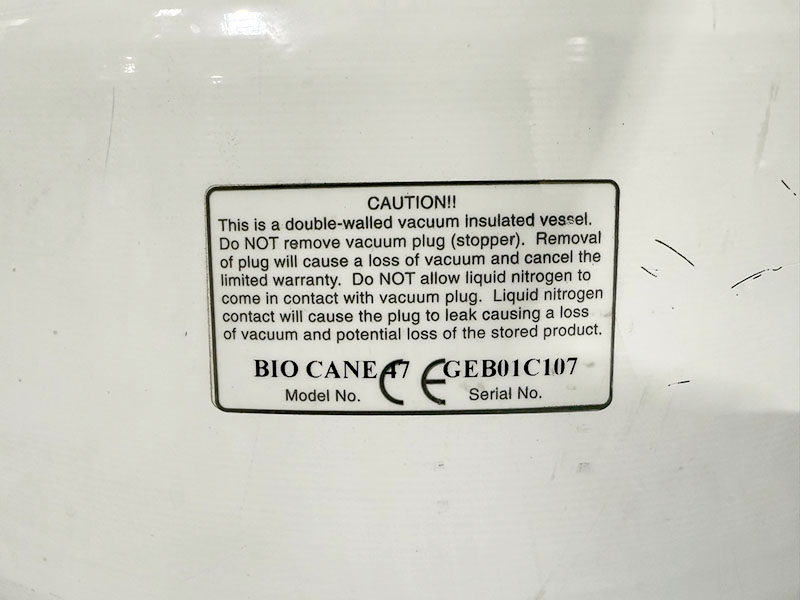 CAUTION!!
This is a double-walled vacuum insulated vessel.
Do NOT remove vacuum plug (stopper). Removal
of plug will cause a loss of vacuum and cancel the
limited warranty. Do NOT allow liquid nitrogen to
come in contact with vacuum plug. Liquid nitrogen
contact will cause the plug to leak causing a loss
of vacuum and potential loss of the stored product.
BIO CANE 47 CE GEB01C107
Model No. Serial No.